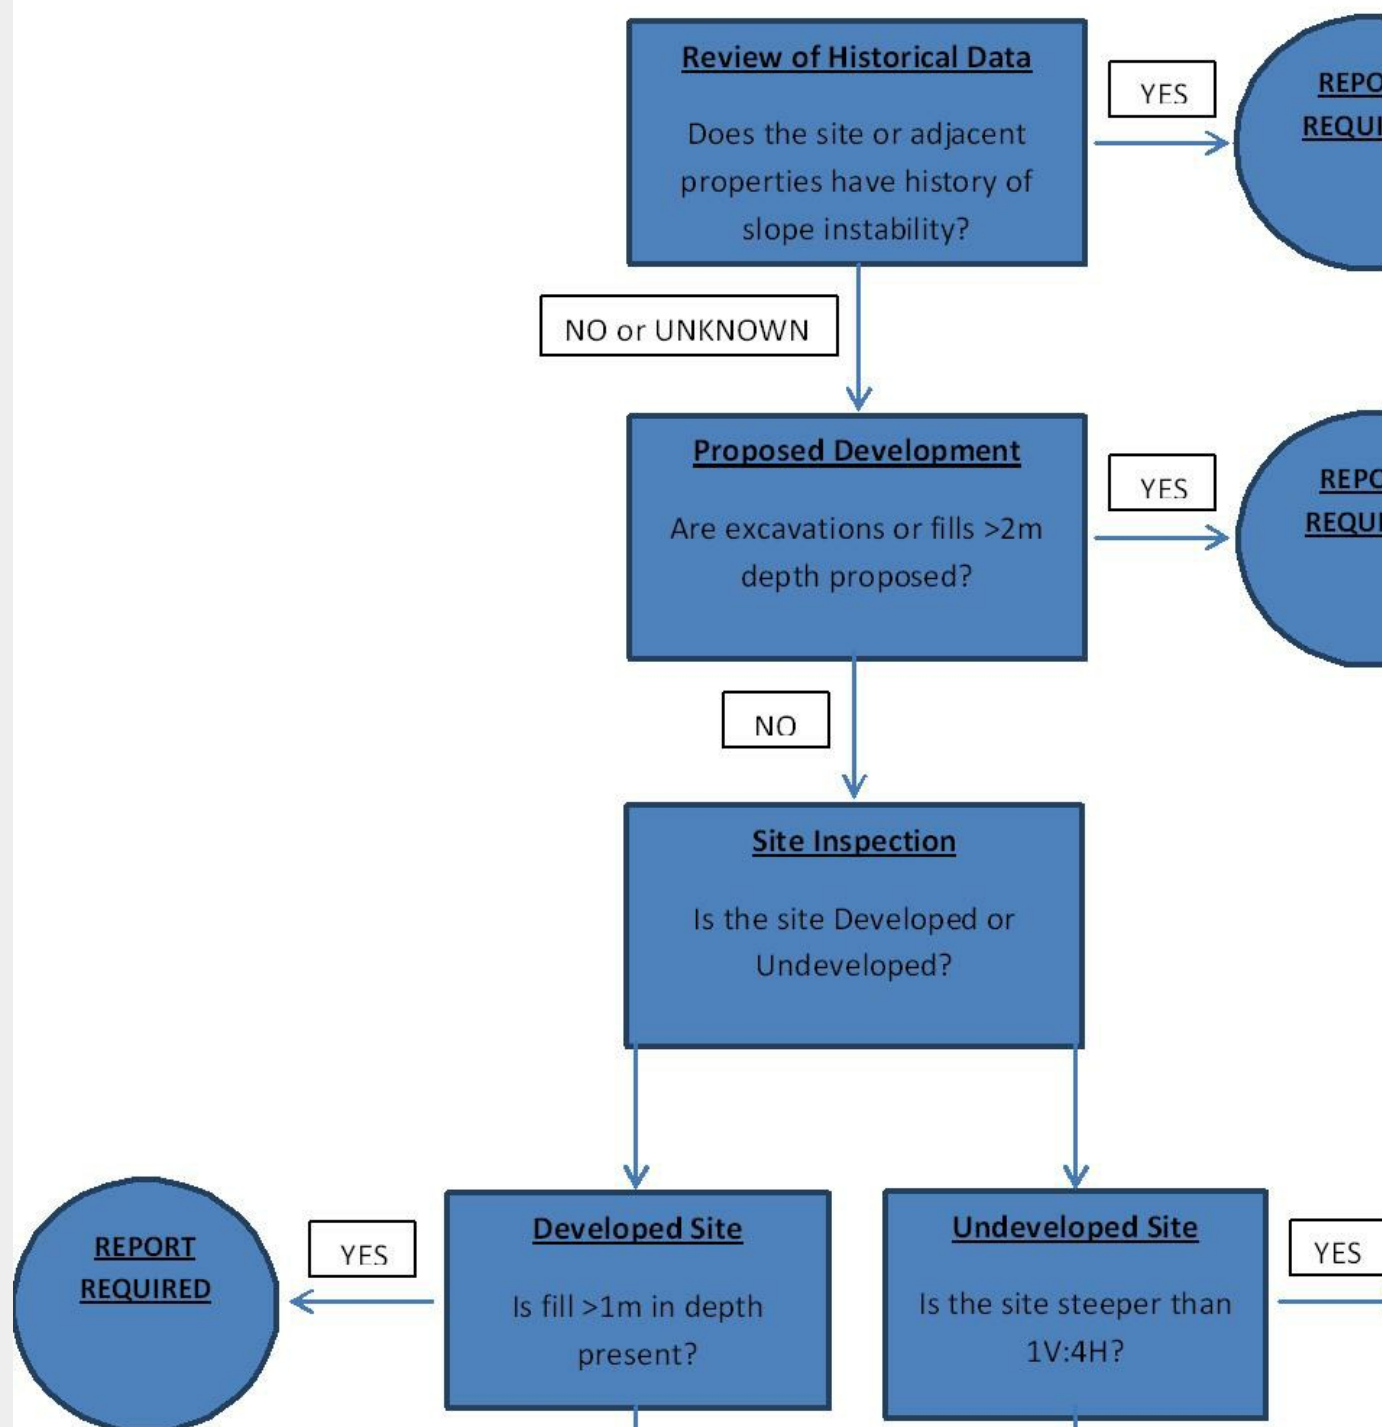 Review of Historical Data
Does the site or adjacent
properties have history of
slope instability?
YES
NO or UNKNOWN
Proposed Development
Are excavations or fills >2m
depth proposed?
YES
NO
Site Inspection
Is the site Developed or
Undeveloped?
REPORT
REQUIRED
YES
Developed Site
Is fill >1m in depth
present?
Undeveloped Site
Is the site steeper than
1V:4H?
YES